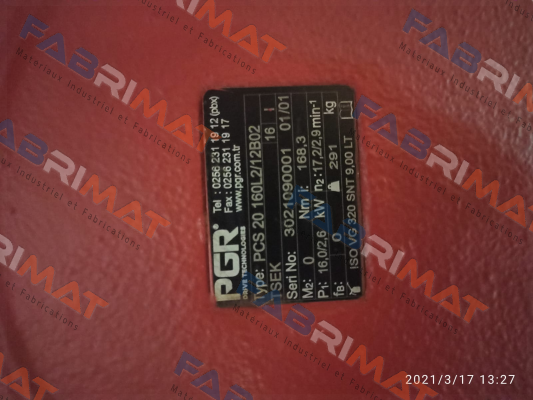 PGR
DRIVE TECHNOLOGIES
Tel : 0256 231 19 12 (pbx)
Fax : 0256 231 19 17
www.pgr.com.tr
Type: PCS 20 160L2/12B02
TSEK 16
Seri No: 3021090001 01/01
M2: 0 Nm i: 168,3
P1: 16,0/2,6 kW n2: 17,2/2,9 min-1
fB: 0 291 kg
ISO VG 320 SNT 9,00 LT
FABRIMAT
Materiaux Industriel et Fabrications
2021/3/17 13:27